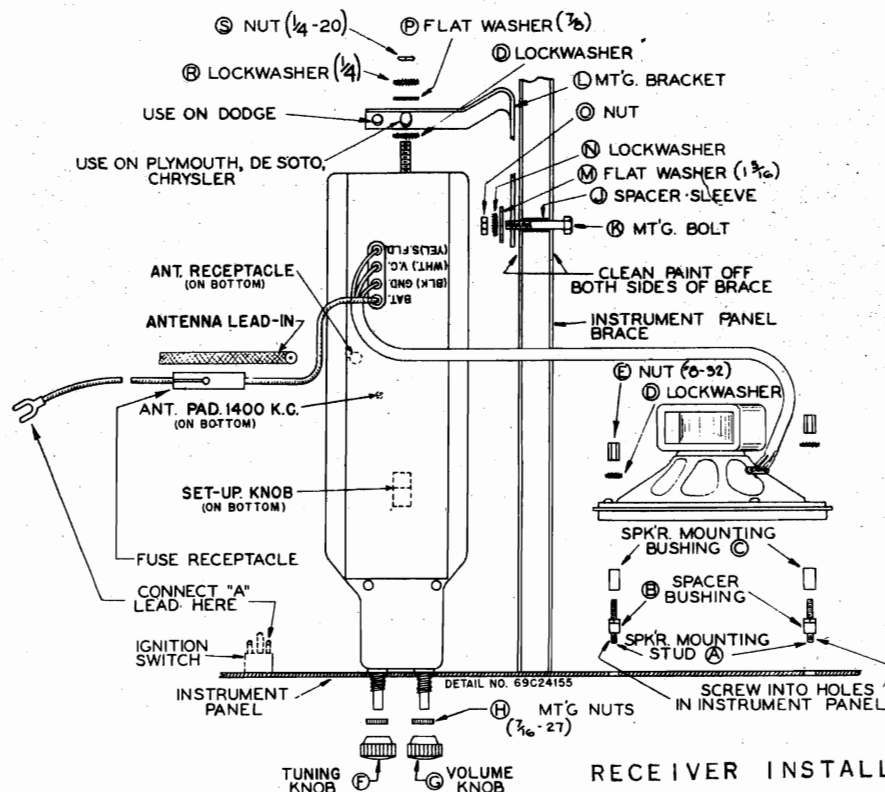 Ⓢ NUT (1/4-20)
Ⓟ FLAT WASHER (7/8)
Ⓓ LOCKWASHER
Ⓡ LOCKWASHER (1/4)
Ⓛ MT'G. BRACKET
USE ON DODGE
Ⓞ NUT
Ⓝ LOCKWASHER
USE ON PLYMOUTH, DE SOTO,
CHRYSLER
Ⓜ FLAT WASHER (1 5/16)
Ⓙ SPACER SLEEVE
Ⓚ MT'G. BOLT
(YEL) S. FLD.
(WHT.) V.C.
(BLK) GND.
BAT.
ANT. RECEPTACLE
(ON BOTTOM)
CLEAN PAINT OFF
BOTH SIDES OF BRACE
ANTENNA LEAD-IN
INSTRUMENT PANEL
BRACE
Ⓔ NUT (8-32)
Ⓓ LOCKWASHER
ANT. PAD. 1400 K.C.
(ON BOTTOM)
SET-UP KNOB
(ON BOTTOM)
FUSE RECEPTACLE
SPK'R. MOUNTING
BUSHING Ⓒ
CONNECT "A"
LEAD HERE
Ⓑ SPACER
BUSHING
IGNITION
SWITCH
SPK'R. MOUNTING
STUD Ⓐ
INSTRUMENT
PANEL
DETAIL NO. 69C24155
SCREW INTO HOLES
IN INSTRUMENT PANEL
Ⓗ MT'G NUTS
(7/16-27)
TUNING
KNOB Ⓕ
Ⓖ VOLUME
KNOB
RECEIVER INSTALL